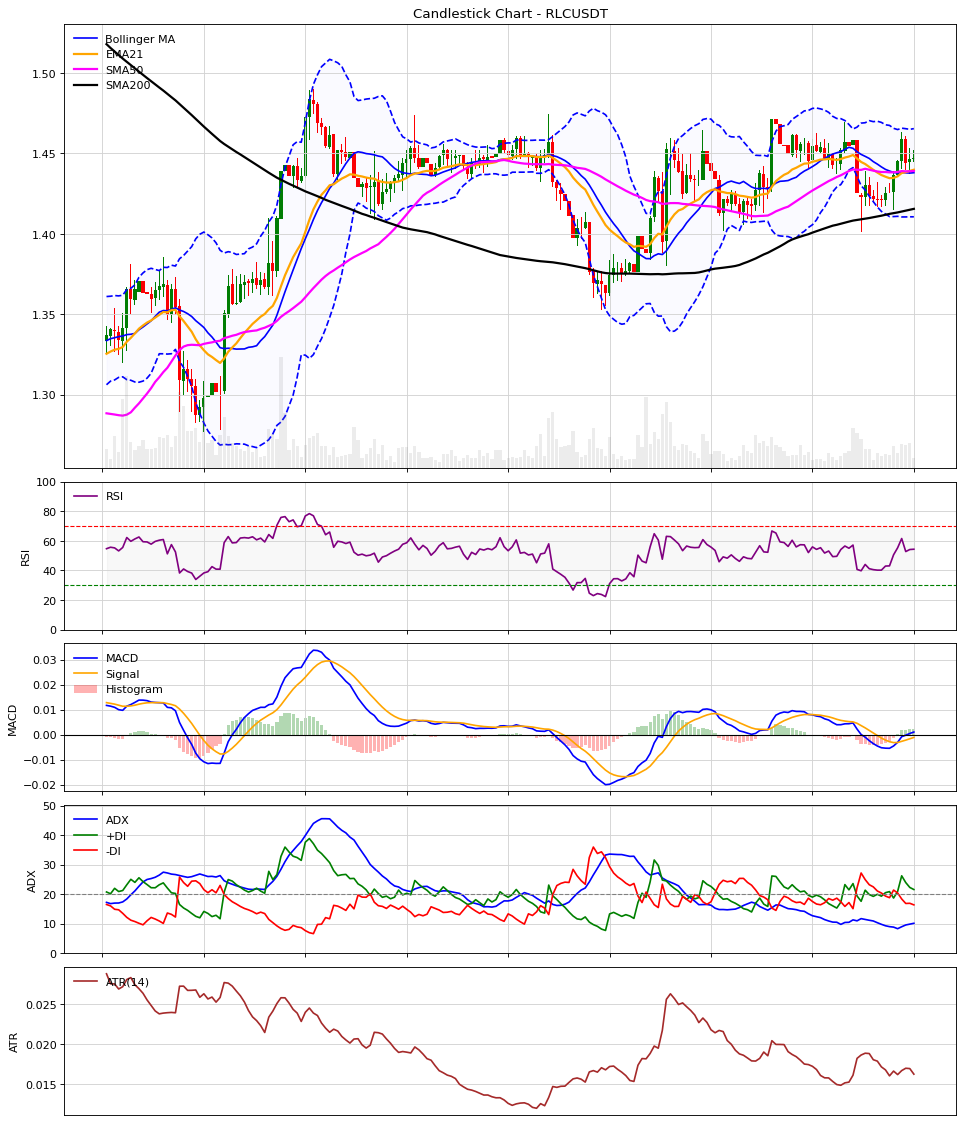 Candlestick Chart - RLCUSDT
Bollinger MA
EMA21
SMA50
SMA200
1.50
1.45
1.40
1.35
1.30
RSI
RSI
100
80
60
40
20
0
MACD
Signal
Histogram
MACD
0.03
0.02
0.01
0.00
−0.01
−0.02
ADX
+DI
-DI
ADX
50
40
30
20
10
0
ATR(14)
ATR
0.025
0.020
0.015